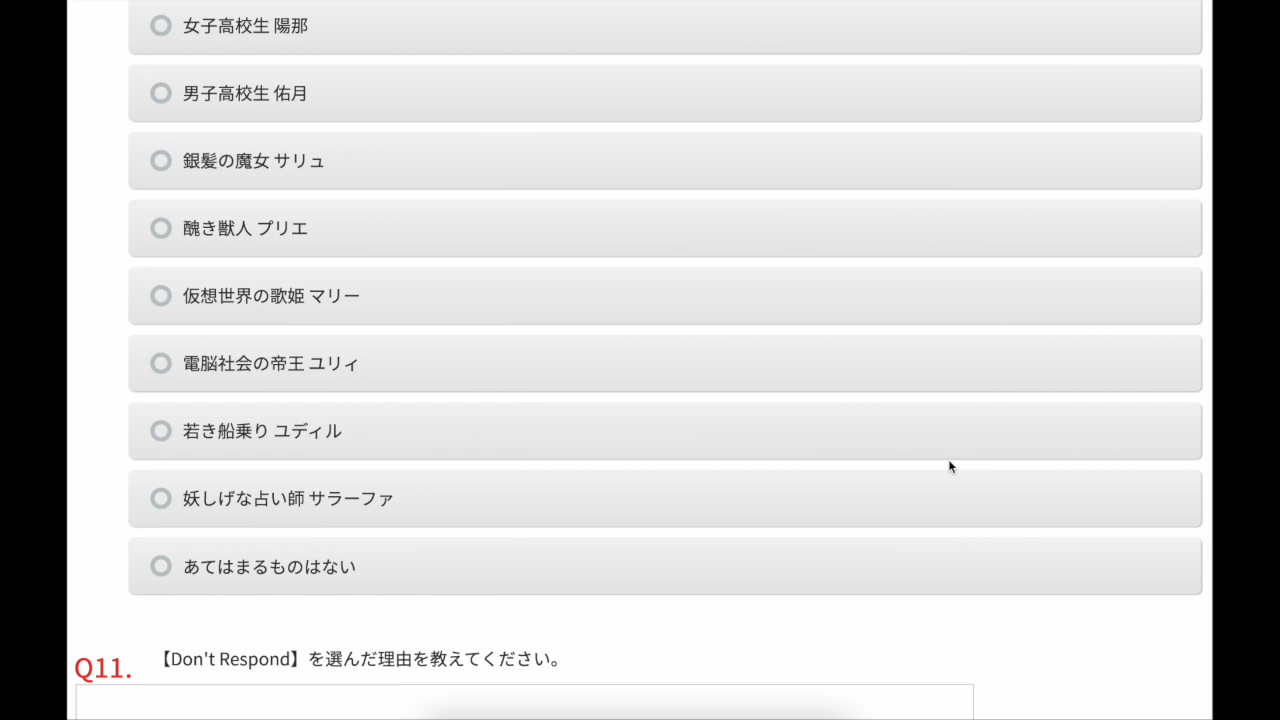 女子高校生 陽那
男子高校生 佑月
銀髪の魔女 サリュ
醜き獣人 プリエ
仮想世界の歌姫 マリー
電脳社会の帝王 ユリィ
若き船乗り ユディル
妖しげな占い師 サラーファ
あてはまるものはない
Q11. 【Don't Respond】を選んだ理由を教えてください。